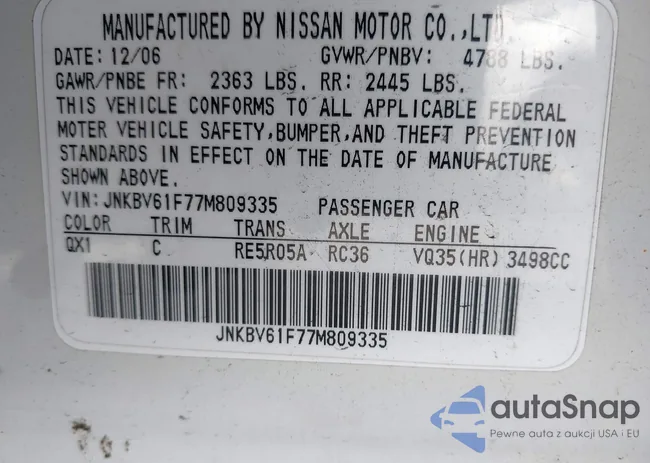 MANUFACTURED BY NISSAN MOTOR CO.,LTD.
DATE: 12/06 GVWR/PNBV: 4788 LBS.
GAWR/PNBE FR: 2363 LBS. RR: 2445 LBS.
THIS VEHICLE CONFORMS TO ALL APPLICABLE FEDERAL
MOTER VEHICLE SAFETY,BUMPER,AND THEFT PREVENTION
STANDARDS IN EFFECT ON THE DATE OF MANUFACTURE
SHOWN ABOVE.
VIN: JNKBV61F77M809335 PASSENGER CAR
COLOR TRIM TRANS AXLE ENGINE
QX1 C RE5R05A RC36 VQ35(HR) 3498CC
JNKBV61F77M809335
autaSnap
Pewne auta z aukcji USA i EU